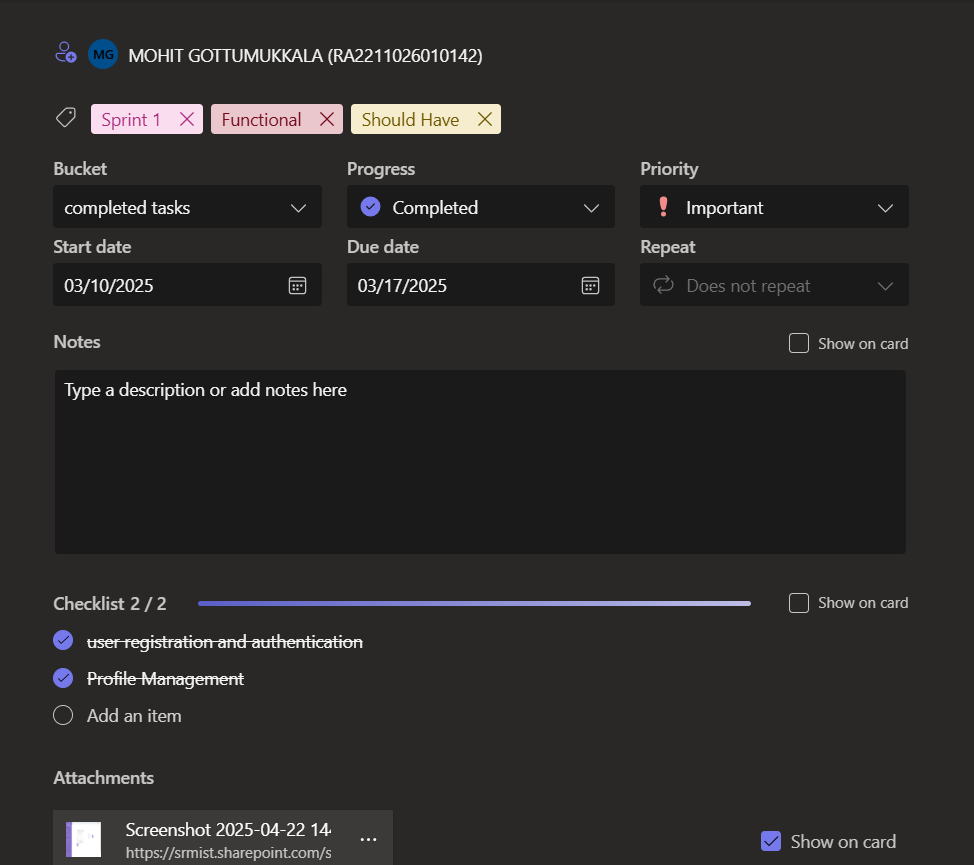 MG MOHIT GOTTUMUKKALA (RA2211026010142)
Sprint 1 Functional Should Have
Bucket Progress Priority
completed tasks Completed Important
Start date Due date Repeat
03/10/2025 03/17/2025 Does not repeat
Notes Show on card
Type a description or add notes here
Checklist 2 / 2 Show on card
user registration and authentication
Profile Management
Add an item
Attachments
Screenshot 2025-04-22 14
https://srmist.sharepoint.com/s
Show on card